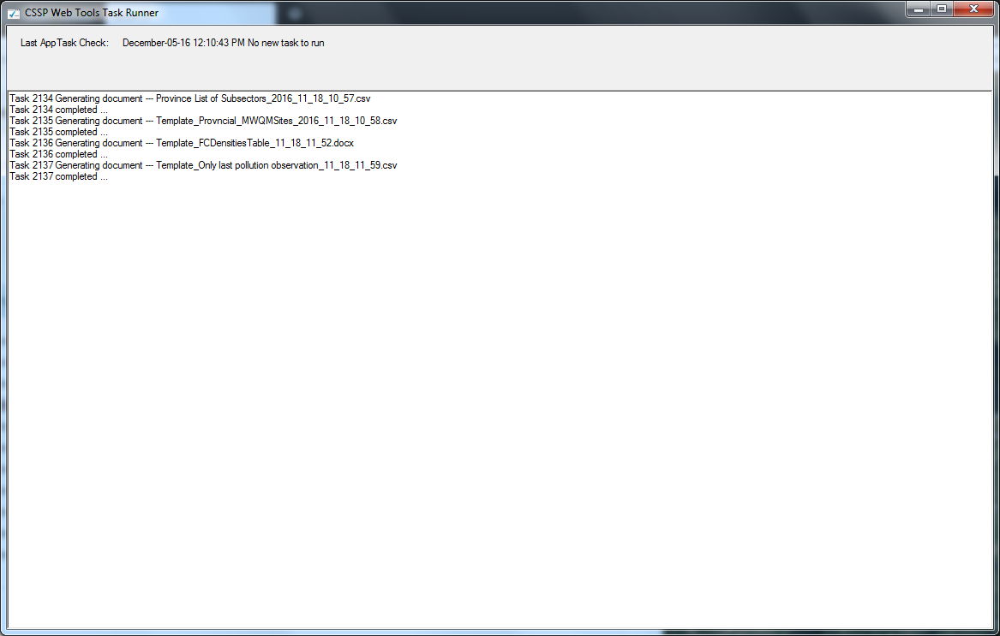 CSSP Web Tools Task Runner
Last AppTask Check: December-05-16 12:10:43 PM No new task to run
Task 2134 Generating document --- Province List of Subsectors_2016_11_18_10_57.csv
Task 2134 completed ...
Task 2135 Generating document --- Template_Provncial_MWQMSites_2016_11_18_10_58.csv
Task 2135 completed ...
Task 2136 Generating document --- Template_FCDensitiesTable_11_18_11_52.docx
Task 2136 completed ...
Task 2137 Generating document --- Template_Only last pollution observation_11_18_11_59.csv
Task 2137 completed ...